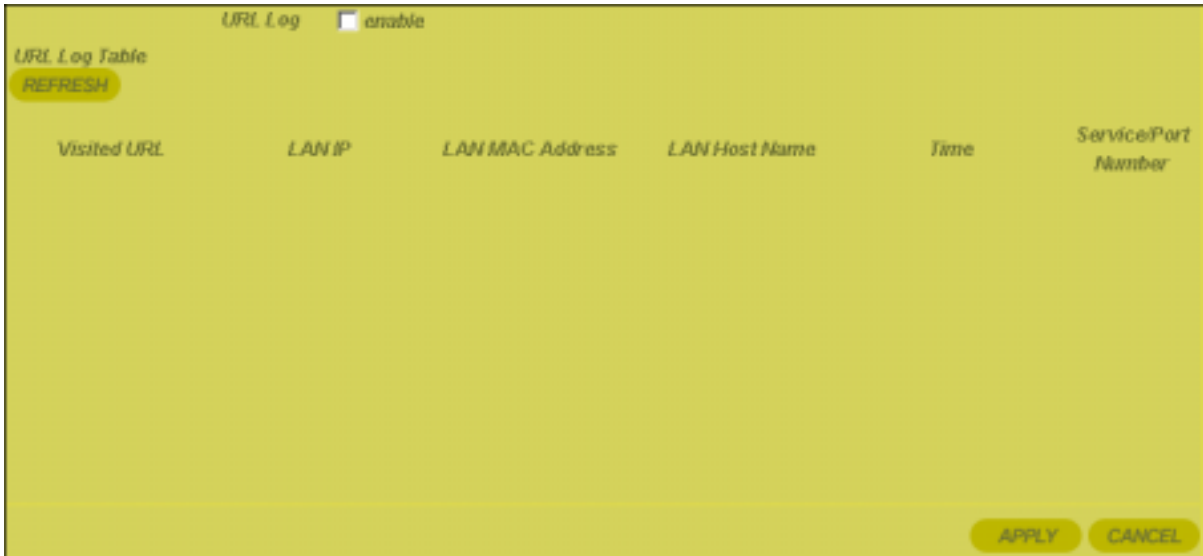 URL Log enable
URL Log Table
REFRESH
Visited URL LAN IP LAN MAC Address LAN Host Name Time Service/Port Number
APPLY CANCEL